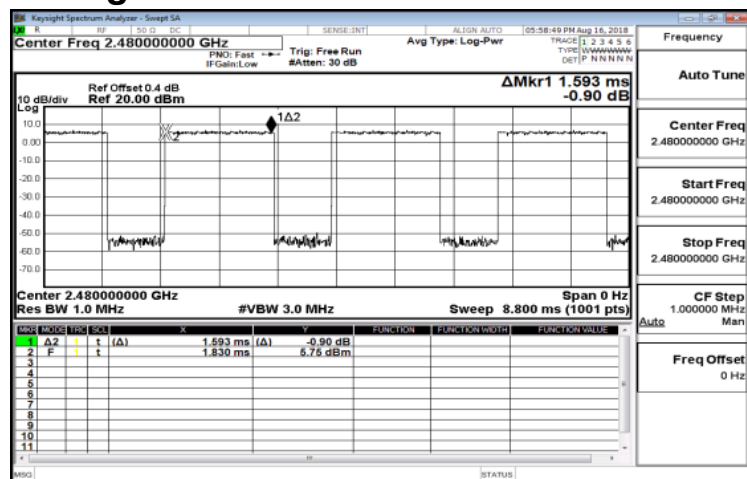 Keysight Spectrum Analyzer - Swept SA
R RF 50 Ω DC SENSE:INT ALIGN AUTO 05:58:49 PM Aug 16, 2018
Center Freq 2.480000000 GHz
PNO: Fast
IFGain:Low
Trig: Free Run
#Atten: 30 dB
Avg Type: Log-Pwr
TRACE 1 2 3 4 5 6
TYPE WWWWWW
DET P N N N N N
ΔMkr1 1.593 ms
-0.90 dB
Ref Offset 0.4 dB
10 dB/div Ref 20.00 dBm
Log
10.0
0.00
-10.0
-20.0
-30.0
-40.0
-50.0
-60.0
-70.0
1Δ2
2
Center 2.480000000 GHz Span 0 Hz
Res BW 1.0 MHz #VBW 3.0 MHz Sweep 8.800 ms (1001 pts)
MKR MODE TRC SCL X Y FUNCTION FUNCTION WIDTH FUNCTION VALUE
1 Δ2 1 t (Δ) 1.593 ms (Δ) -0.90 dB
2 F 1 t 1.830 ms 5.75 dBm
3
4
5
6
7
8
9
10
11
MSG STATUS
Frequency
Auto Tune
Center Freq
2.480000000 GHz
Start Freq
2.480000000 GHz
Stop Freq
2.480000000 GHz
CF Step
1.000000 MHz
Auto Man
Freq Offset
0 Hz